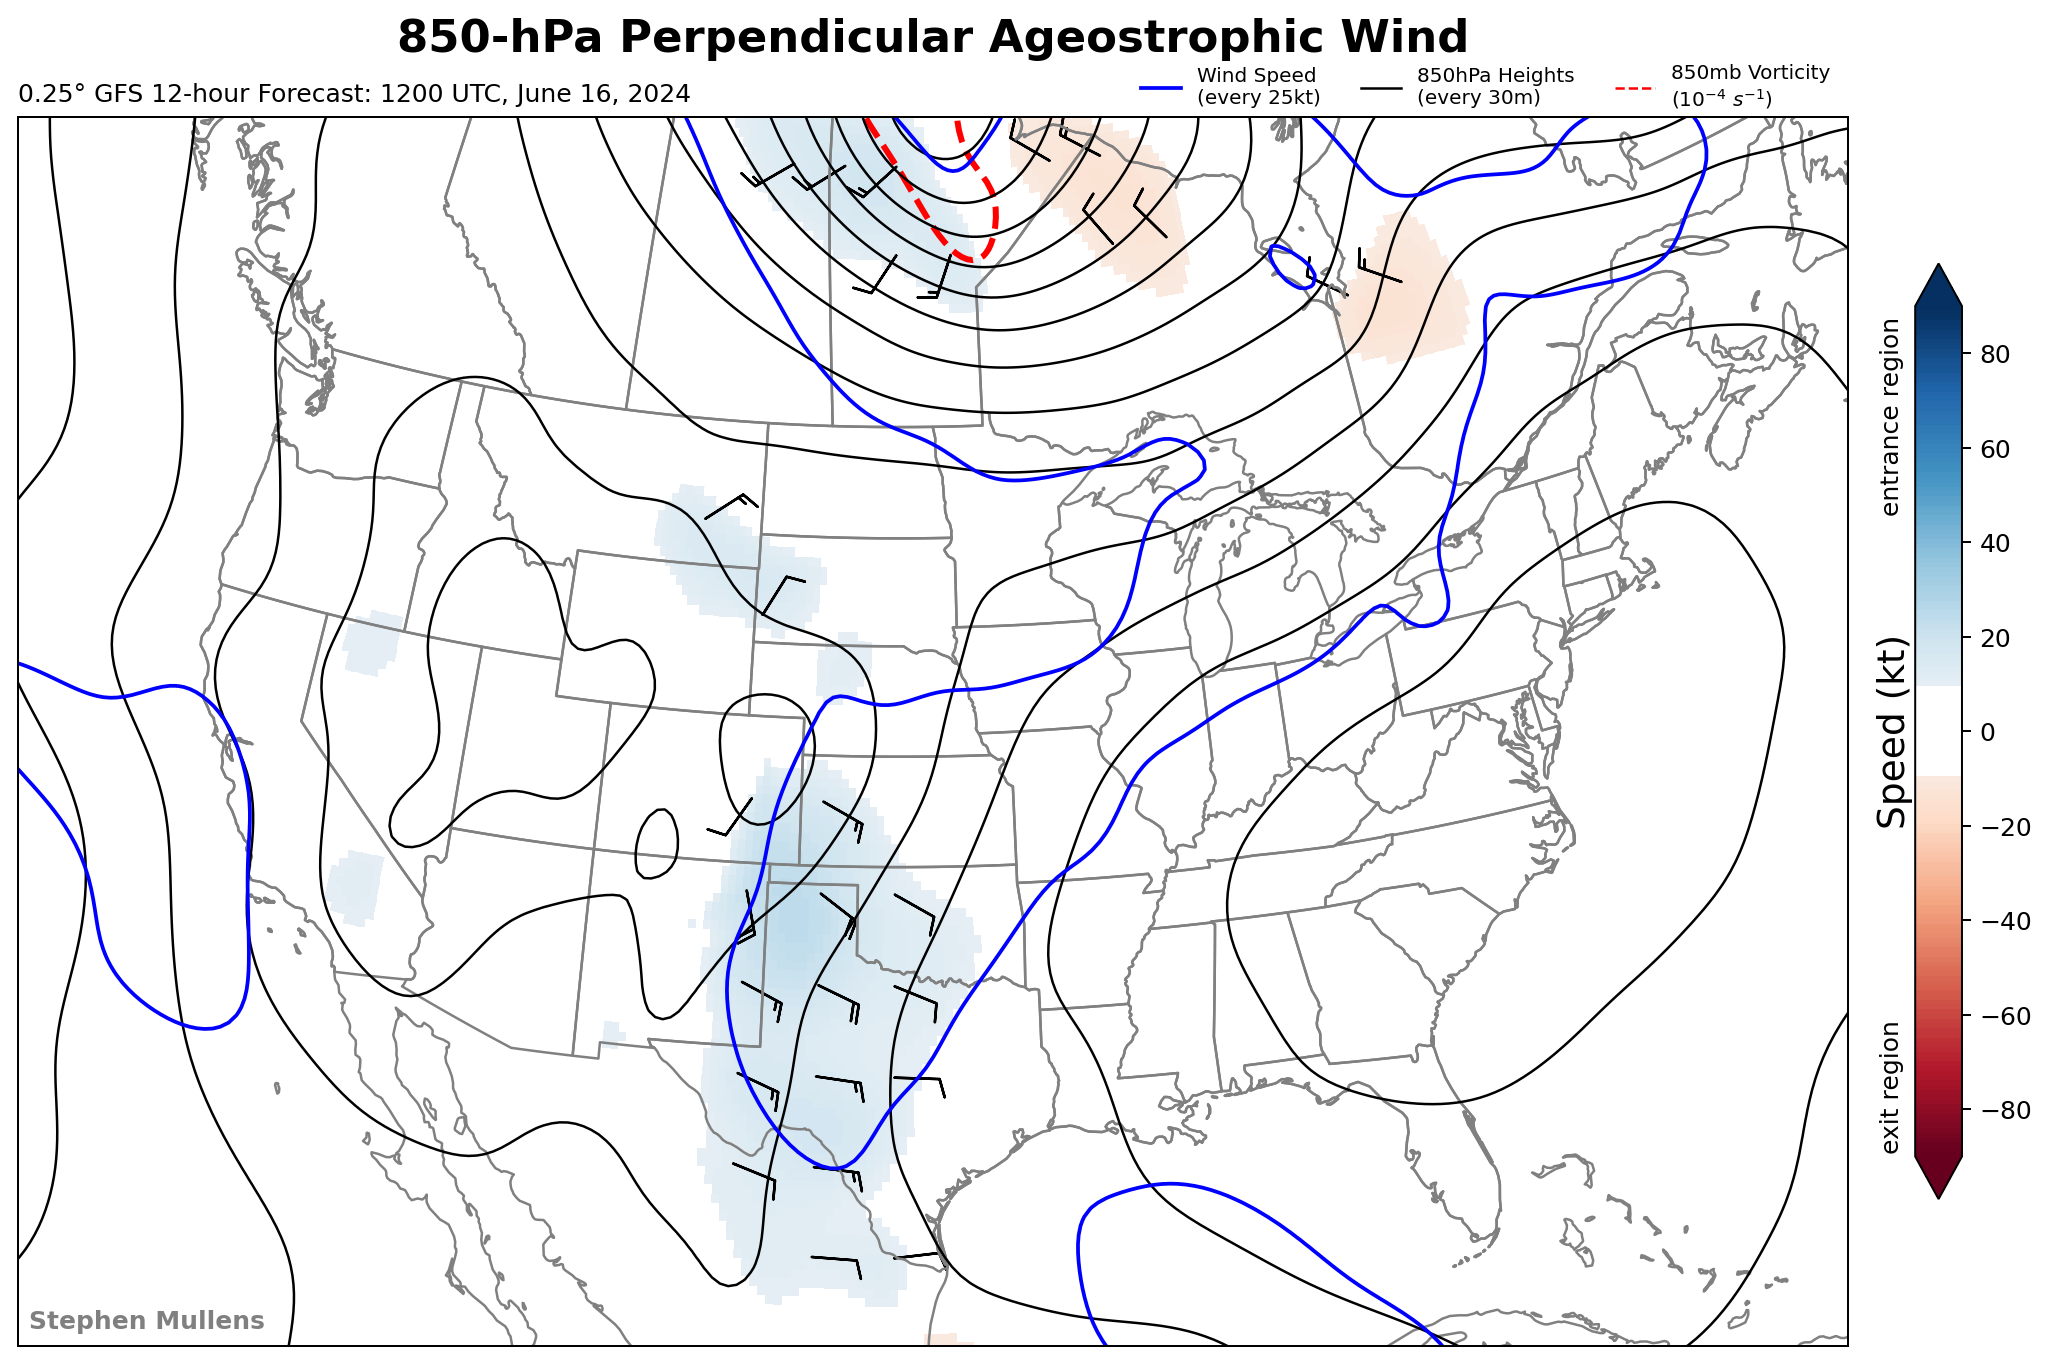 850-hPa Perpendicular Ageostrophic Wind
0.25° GFS 12-hour Forecast: 1200 UTC, June 16, 2024
Wind Speed
(every 25kt)
850hPa Heights
(every 30m)
850mb Vorticity
(10⁻⁴ s⁻¹)
entrance region
Speed (kt)
exit region
80
60
40
20
0
−20
−40
−60
−80
Stephen Mullens